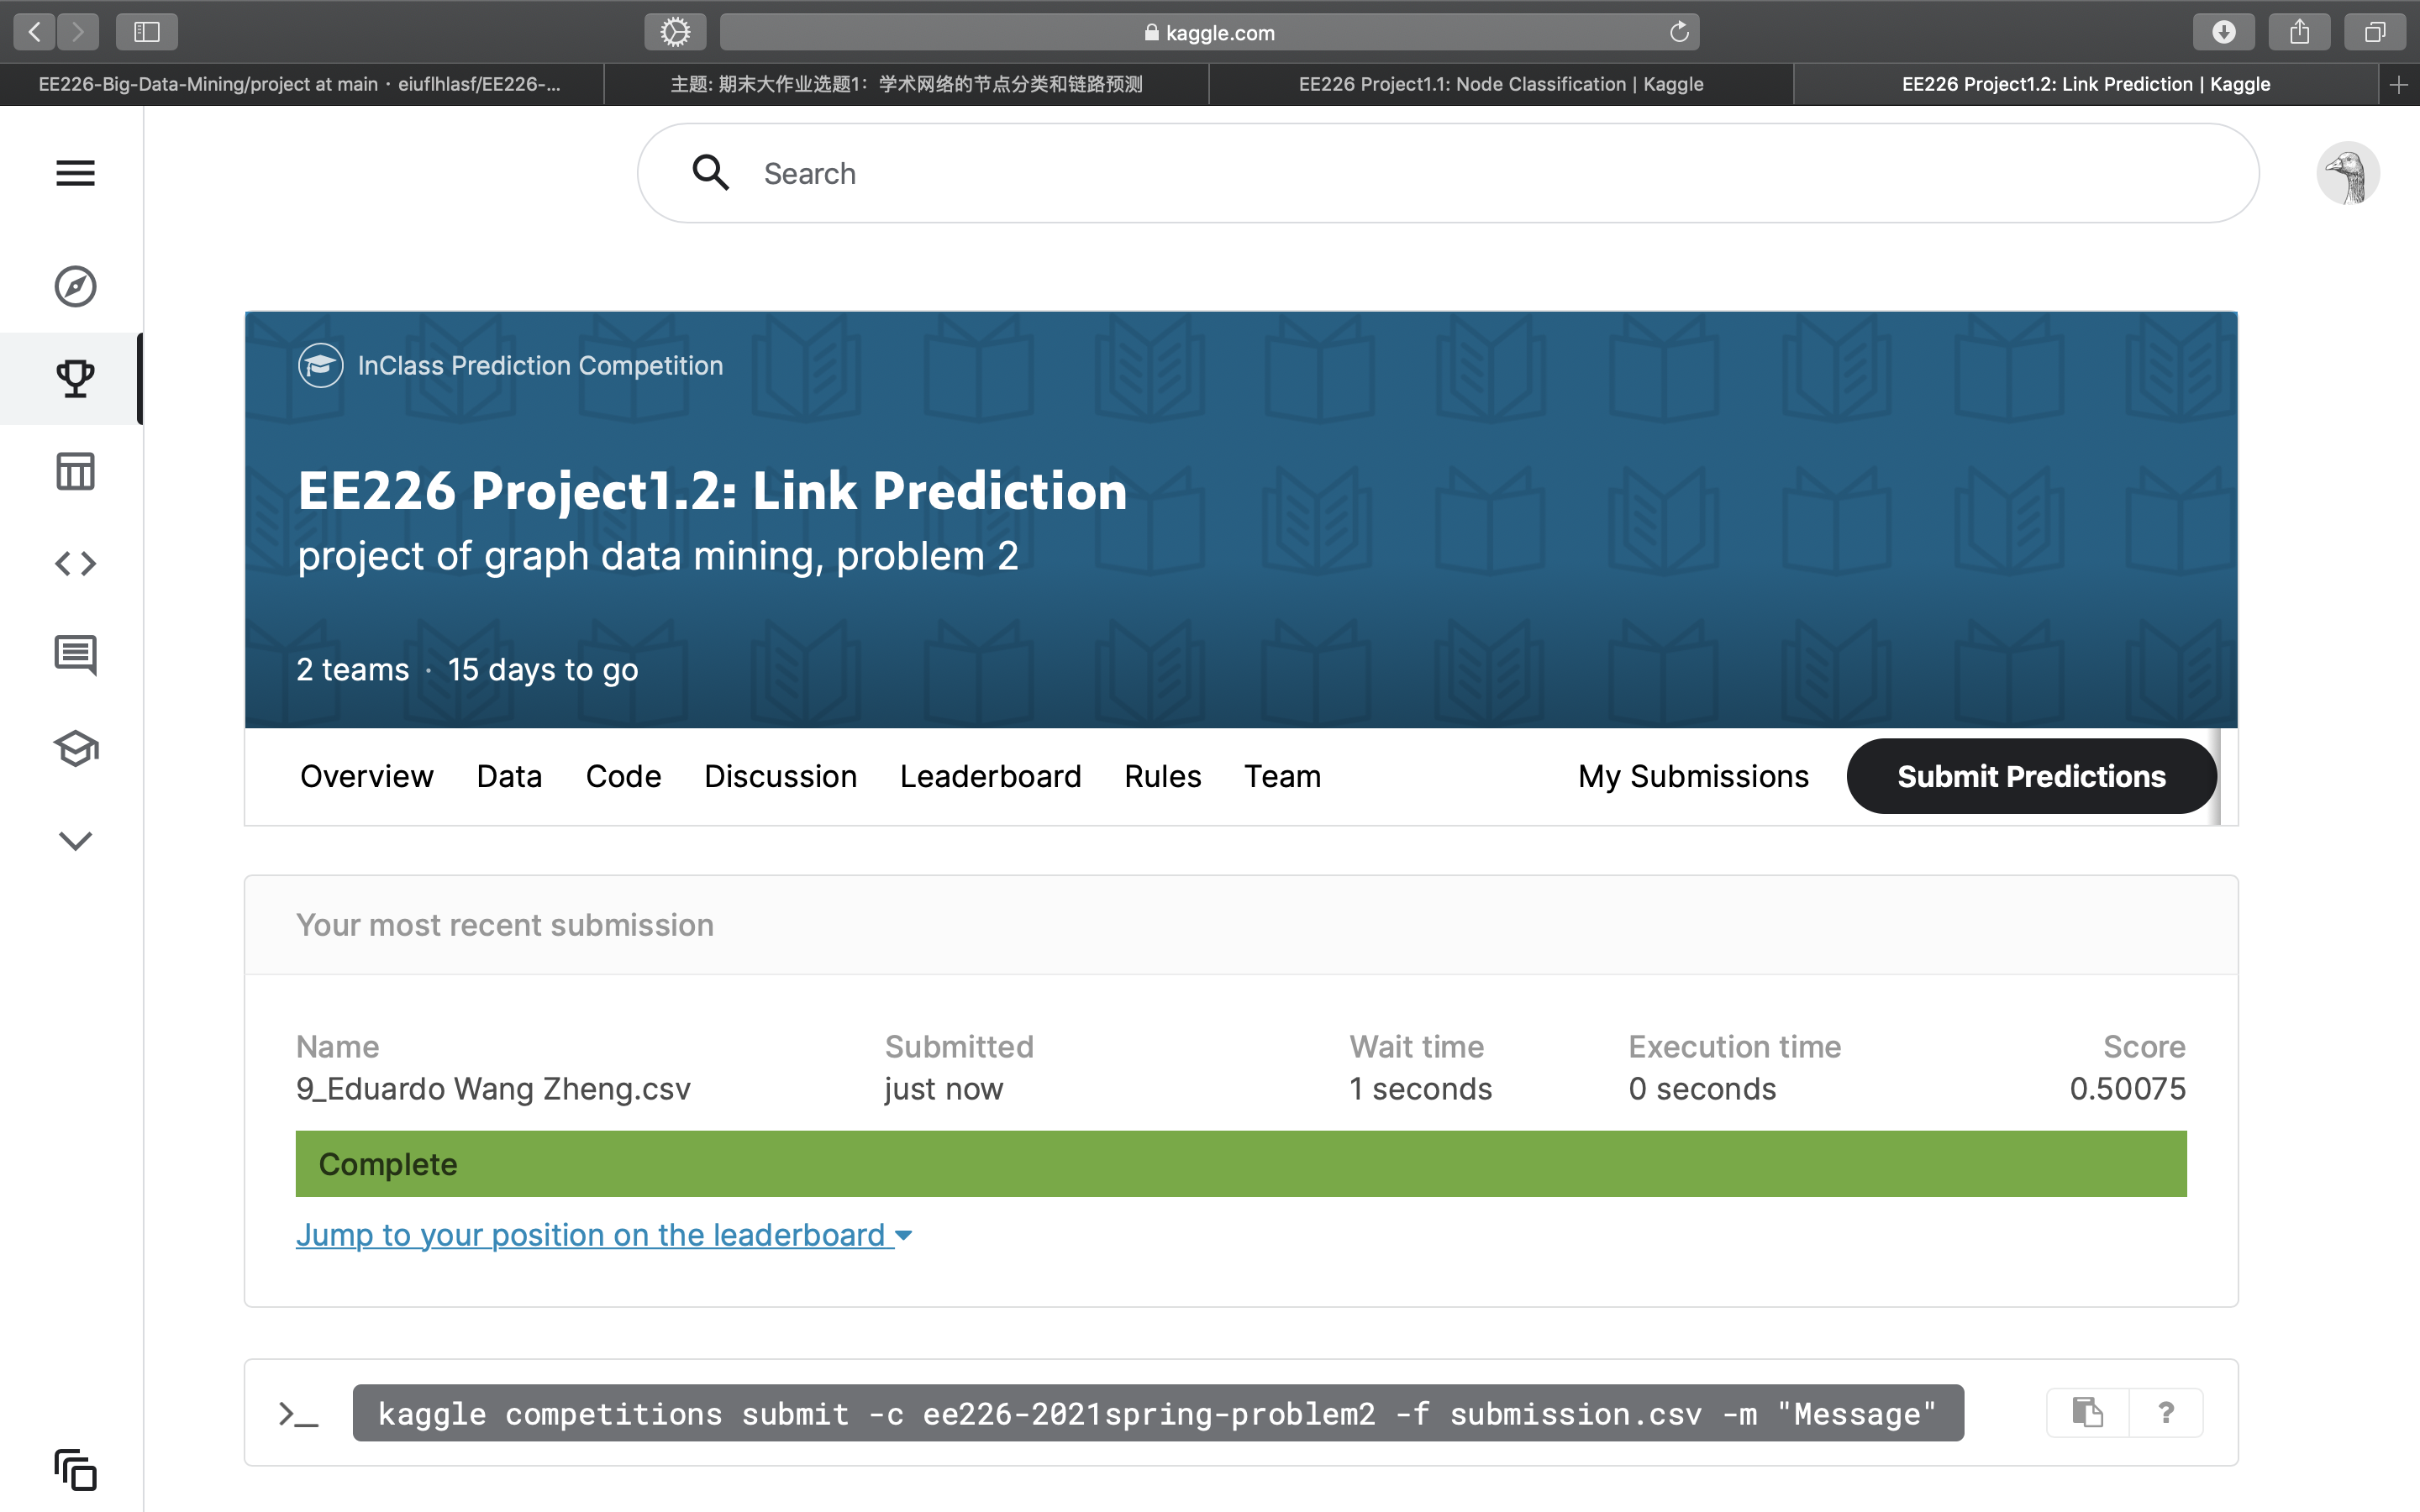 kaggle.com
EE226-Big-Data-Mining/project at main · eiuflhlasf/EE226-...
主题: 期末大作业选题1：学术网络的节点分类和链路预测
EE226 Project1.1: Node Classification | Kaggle
EE226 Project1.2: Link Prediction | Kaggle
Search
InClass Prediction Competition
EE226 Project1.2: Link Prediction
project of graph data mining, problem 2
2 teams · 15 days to go
Overview Data Code Discussion Leaderboard Rules Team My Submissions Submit Predictions
Your most recent submission
Name Submitted Wait time Execution time Score
9_Eduardo Wang Zheng.csv just now 1 seconds 0 seconds 0.50075
Complete
Jump to your position on the leaderboard
>_ kaggle competitions submit -c ee226-2021spring-problem2 -f submission.csv -m "Message" ?